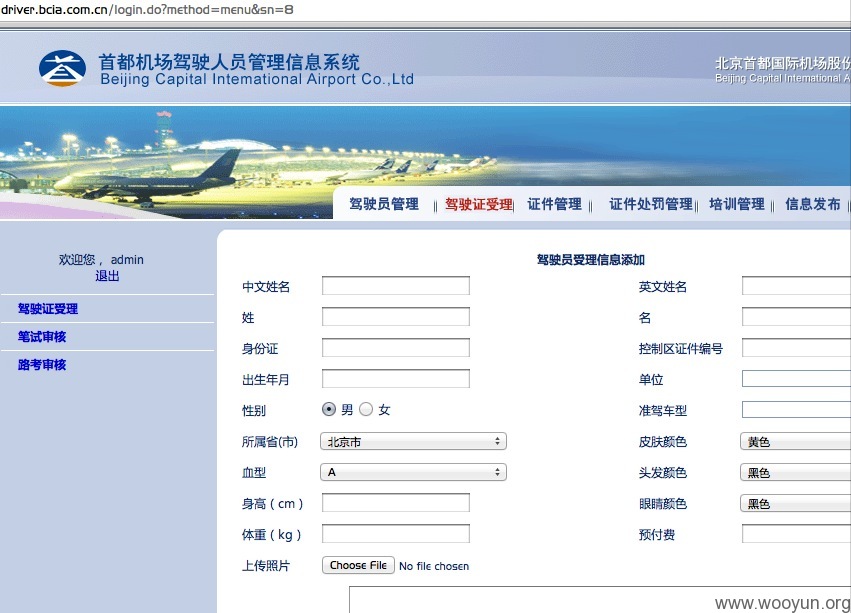 driver.bcia.com.cn/login.do?method=menu&sn=8
首都机场驾驶人员管理信息系统
Beijing Capital International Airport Co.,Ltd
北京首都国际机场股份
Beijing Capital International A
驾驶员管理 驾驶证受理 证件管理 证件处罚管理 培训管理 信息发布
欢迎您， admin
退出
驾驶证受理
笔试审核
路考审核
驾驶员受理信息添加
中文姓名 英文姓名
姓 名
身份证 控制区证件编号
出生年月 单位
性别 男 女 准驾车型
所属省(市) 北京市 皮肤颜色 黄色
血型 A 头发颜色 黑色
身高（cm） 眼睛颜色 黑色
体重（kg） 预付费
上传照片 Choose File No file chosen
www.wooyun.org